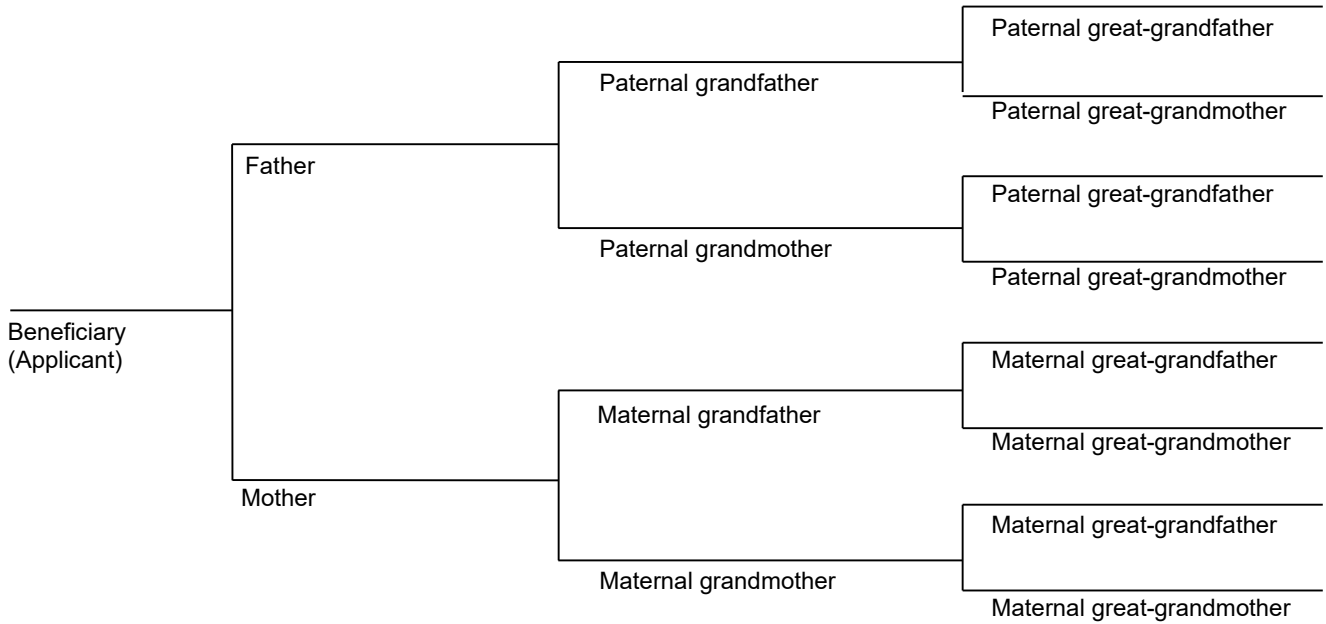 Paternal great-grandfather
Paternal grandfather
Paternal great-grandmother
Father
Paternal great-grandfather
Paternal grandmother
Paternal great-grandmother
Beneficiary
(Applicant)
Maternal great-grandfather
Maternal grandfather
Maternal great-grandmother
Mother
Maternal great-grandfather
Maternal grandmother
Maternal great-grandmother